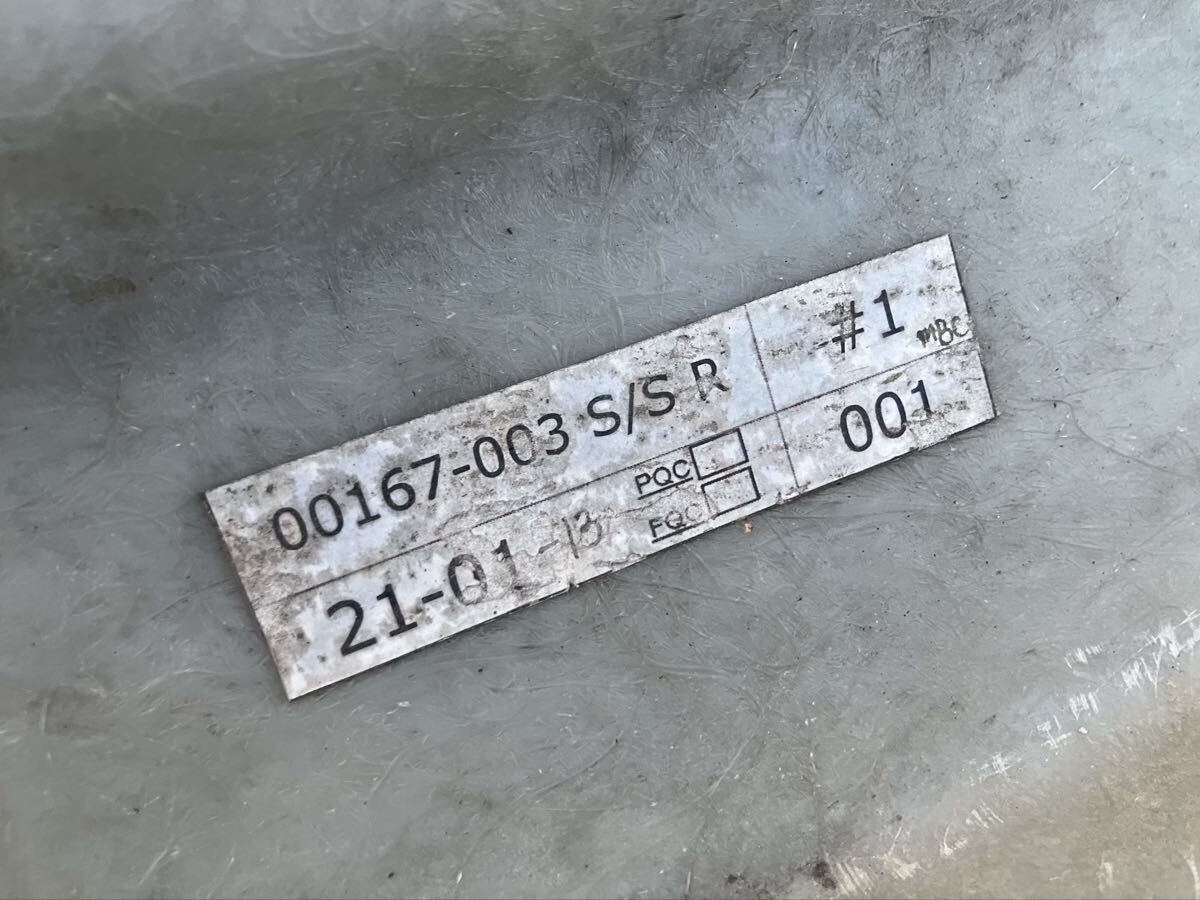 00167-003 S/S R
#1
MBC
PQC
21-01-13
FQC
001